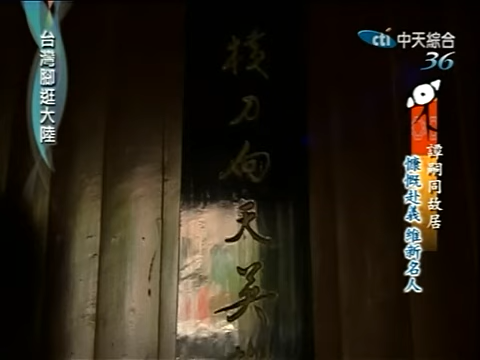 台灣腳逛大陸
横刀向天笑
cti 中天綜合
36
譚嗣同故居
慷慨赴義 維新名人